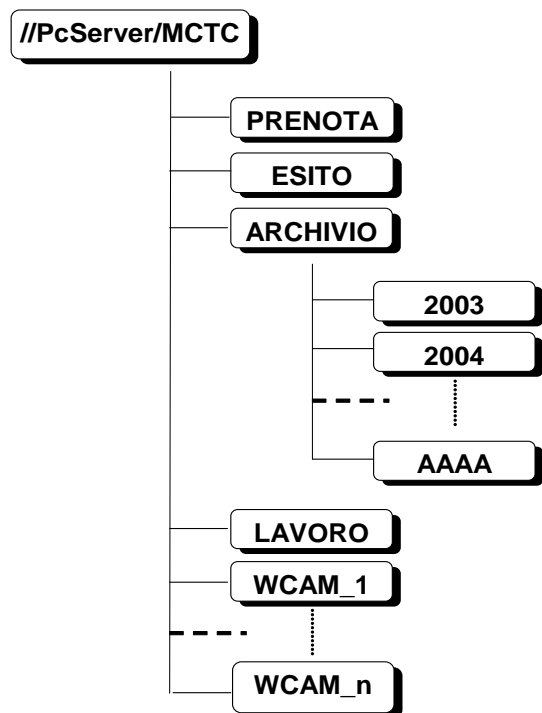 //PcServer/MCTC
PRENOTA
ESITO
ARCHIVIO
2003
2004
AAAA
LAVORO
WCAM_1
WCAM_n